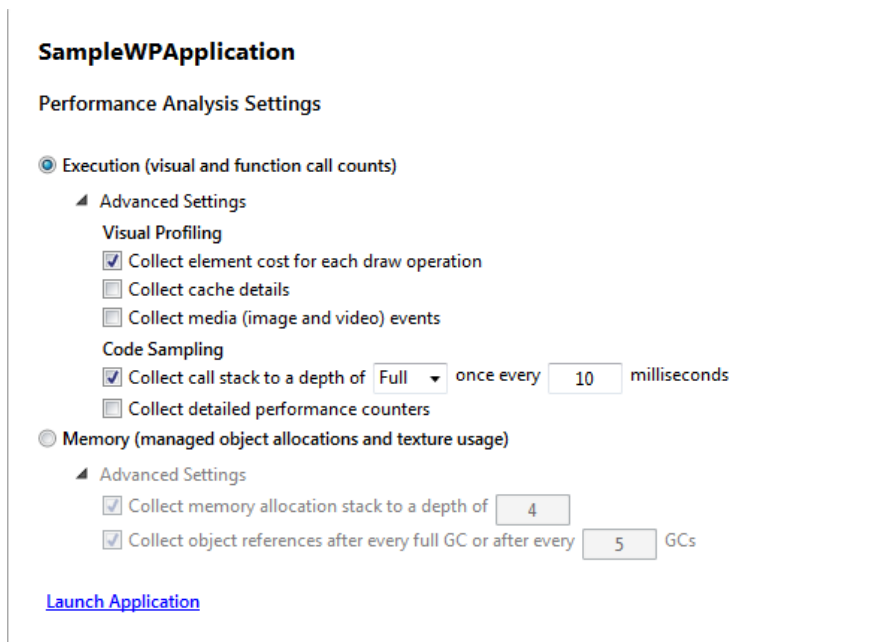 SampleWPApplication
Performance Analysis Settings
Execution (visual and function call counts)
Advanced Settings
Visual Profiling
Collect element cost for each draw operation
Collect cache details
Collect media (image and video) events
Code Sampling
Collect call stack to a depth of Full once every 10 milliseconds
Collect detailed performance counters
Memory (managed object allocations and texture usage)
Advanced Settings
Collect memory allocation stack to a depth of 4
Collect object references after every full GC or after every 5 GCs
Launch Application